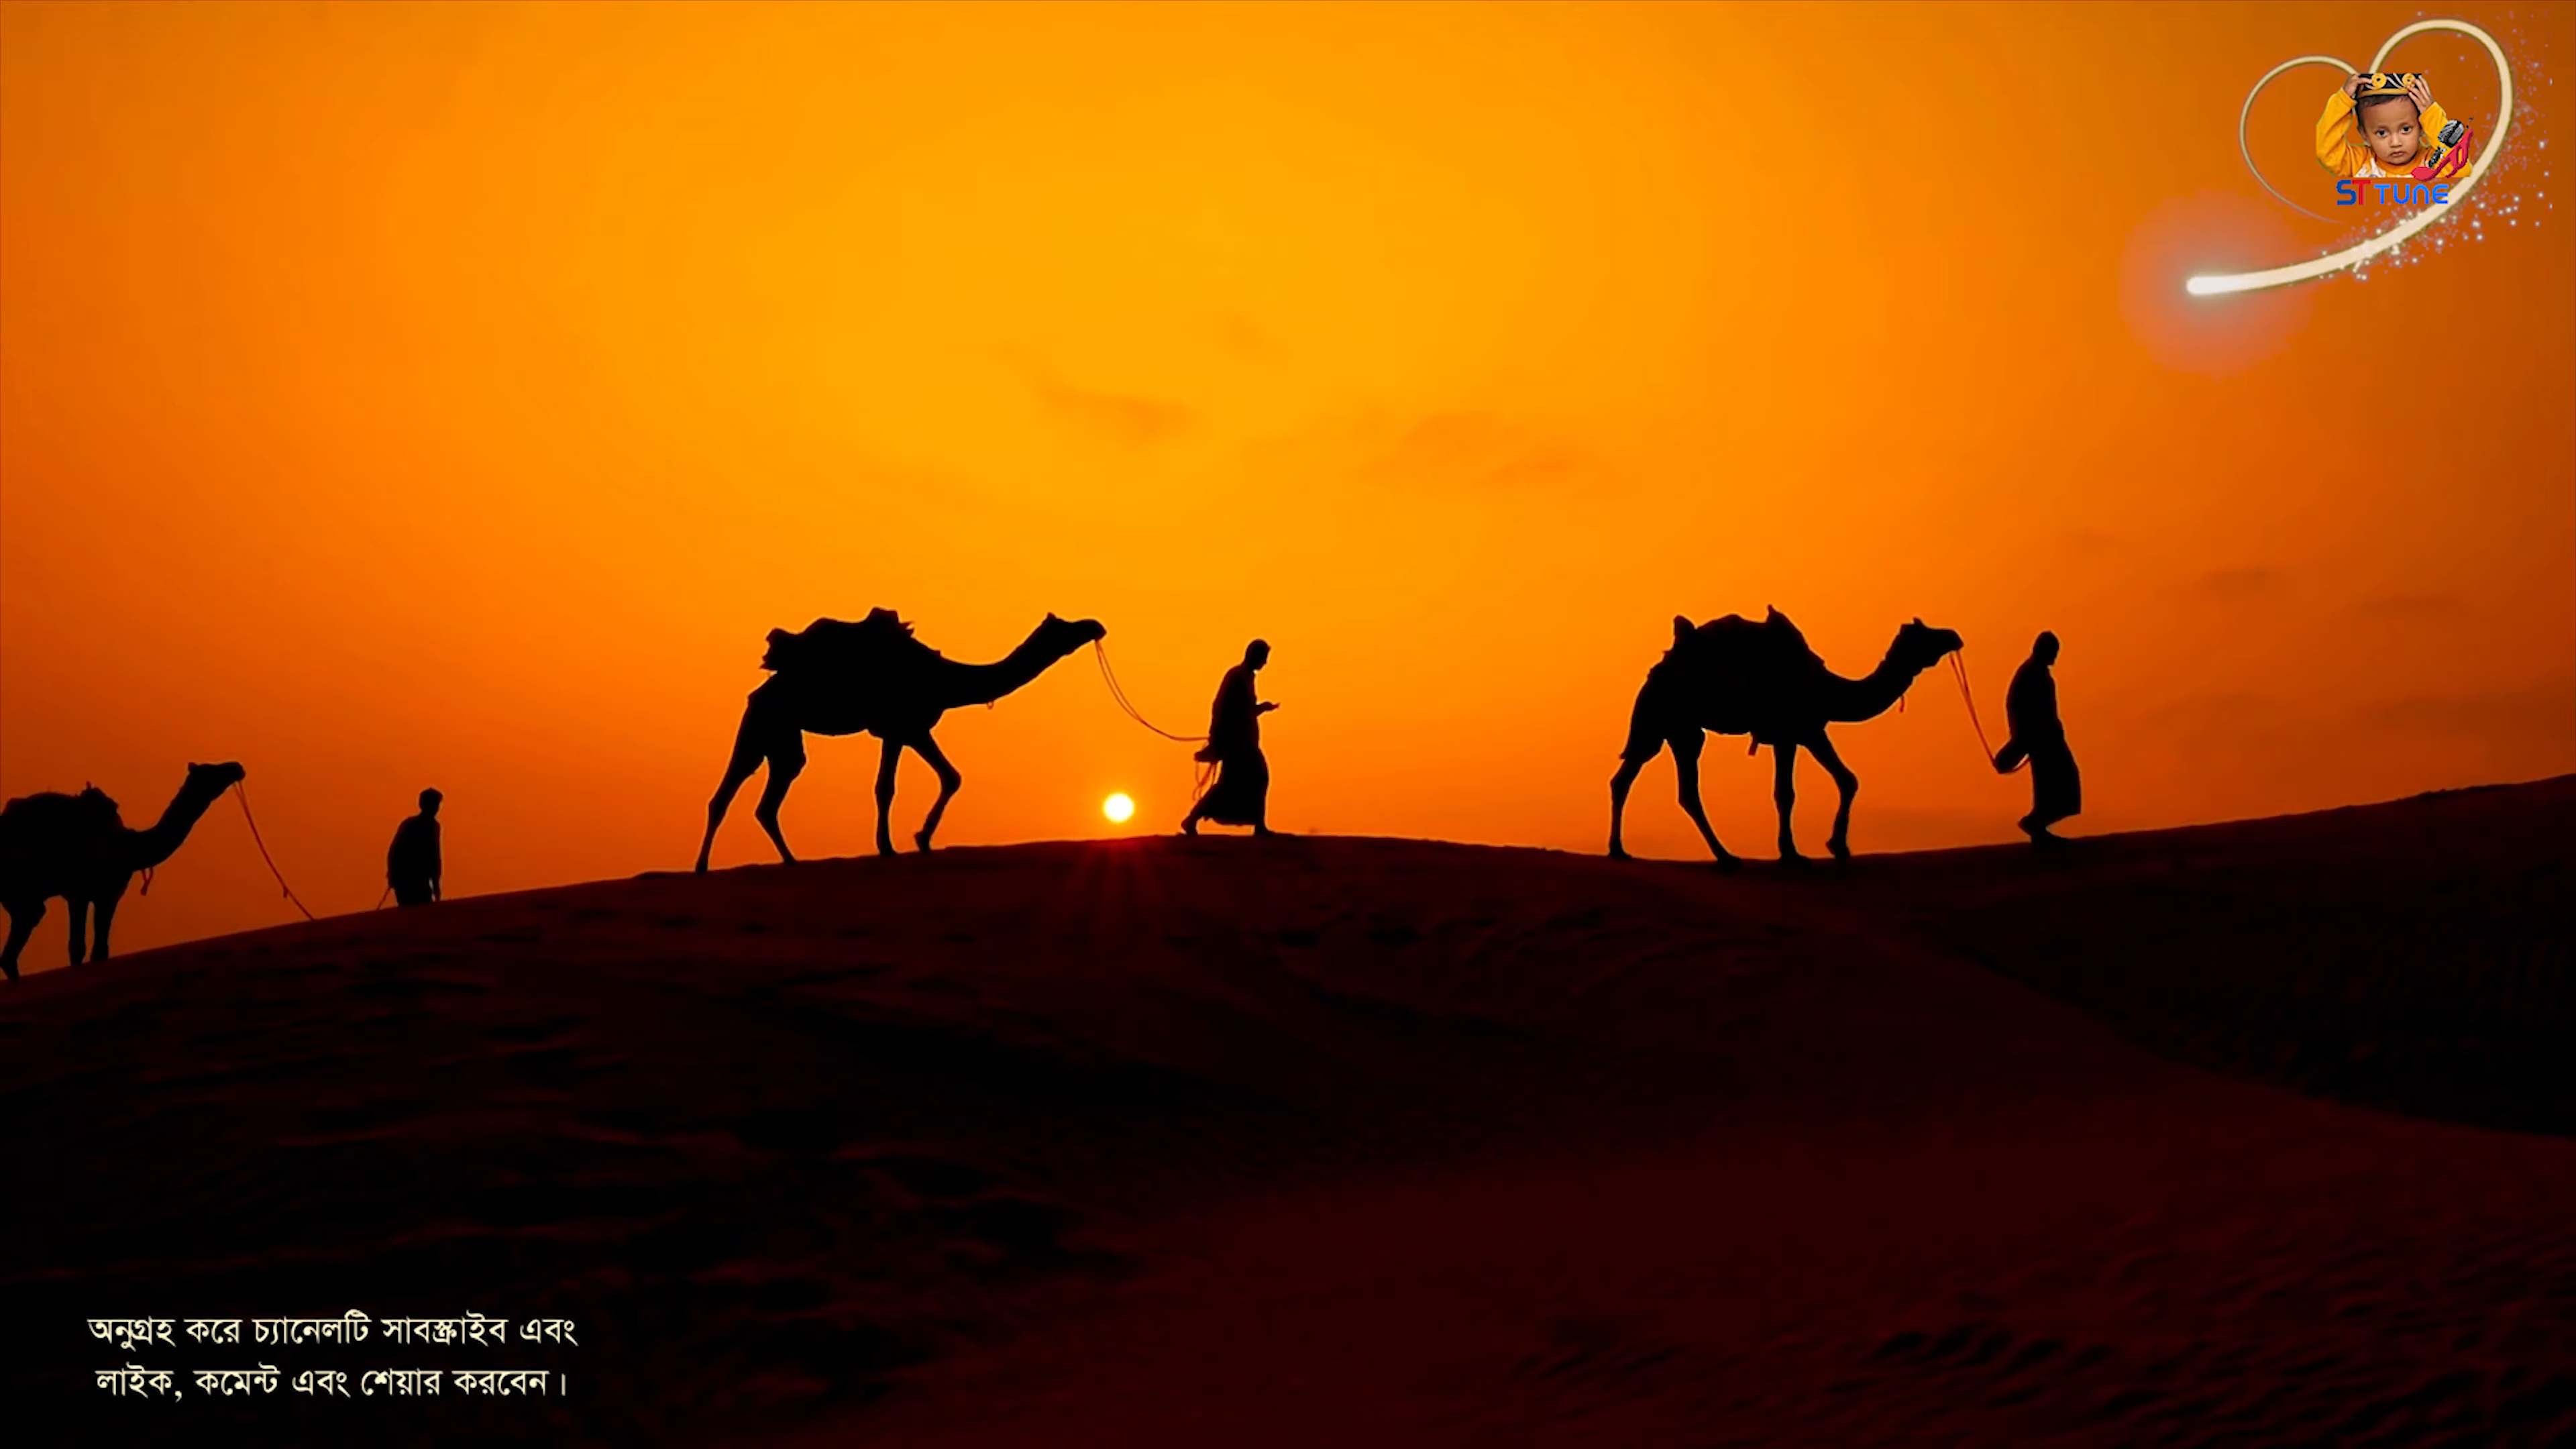 ST TUNE
অনুগ্রহ করে চ্যানেলটি সাবস্ক্রাইব এবং
লাইক, কমেন্ট এবং শেয়ার করবেন।